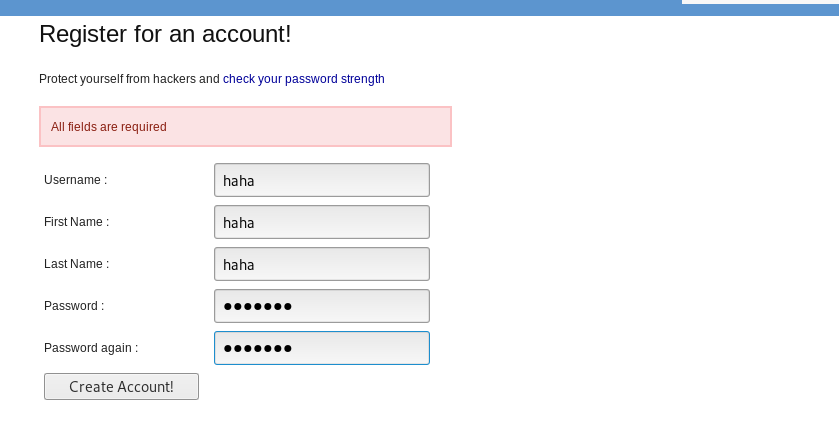 Register for an account!
Protect yourself from hackers and check your password strength
All fields are required
Username : haha
First Name : haha
Last Name : haha
Password : ●●●●●●●
Password again : ●●●●●●●
Create Account!